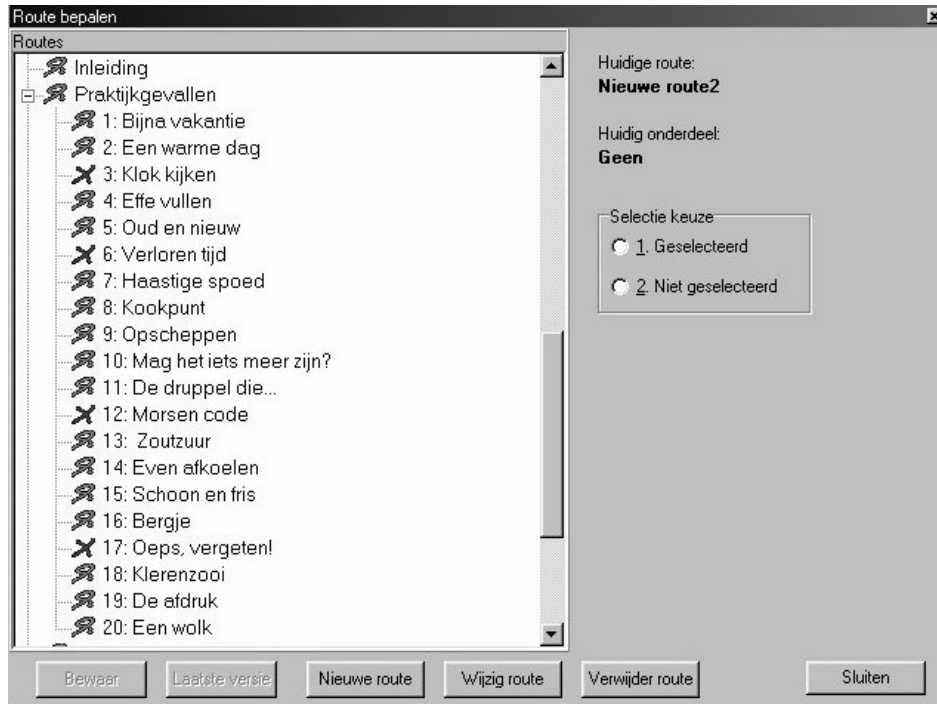 Route bepalen
Routes
Inleiding
Praktijkgevallen
1: Bijna vakantie
2: Een warme dag
3: Klok kijken
4: Effe vullen
5: Oud en nieuw
6: Verloren tijd
7: Haastige spoed
8: Kookpunt
9: Opscheppen
10: Mag het iets meer zijn?
11: De druppel die...
12: Morsen code
13: Zoutzuur
14: Even afkoelen
15: Schoon en fris
16: Bergje
17: Oeps, vergeten!
18: Klerenzooi
19: De afdruk
20: Een wolk
Huidige route:
Nieuwe route2
Huidig onderdeel:
Geen
Selectie keuze
1. Geselecteerd
2. Niet geselecteerd
Bewaar Laatste versie Nieuwe route Wijzig route Verwijder route Sluiten